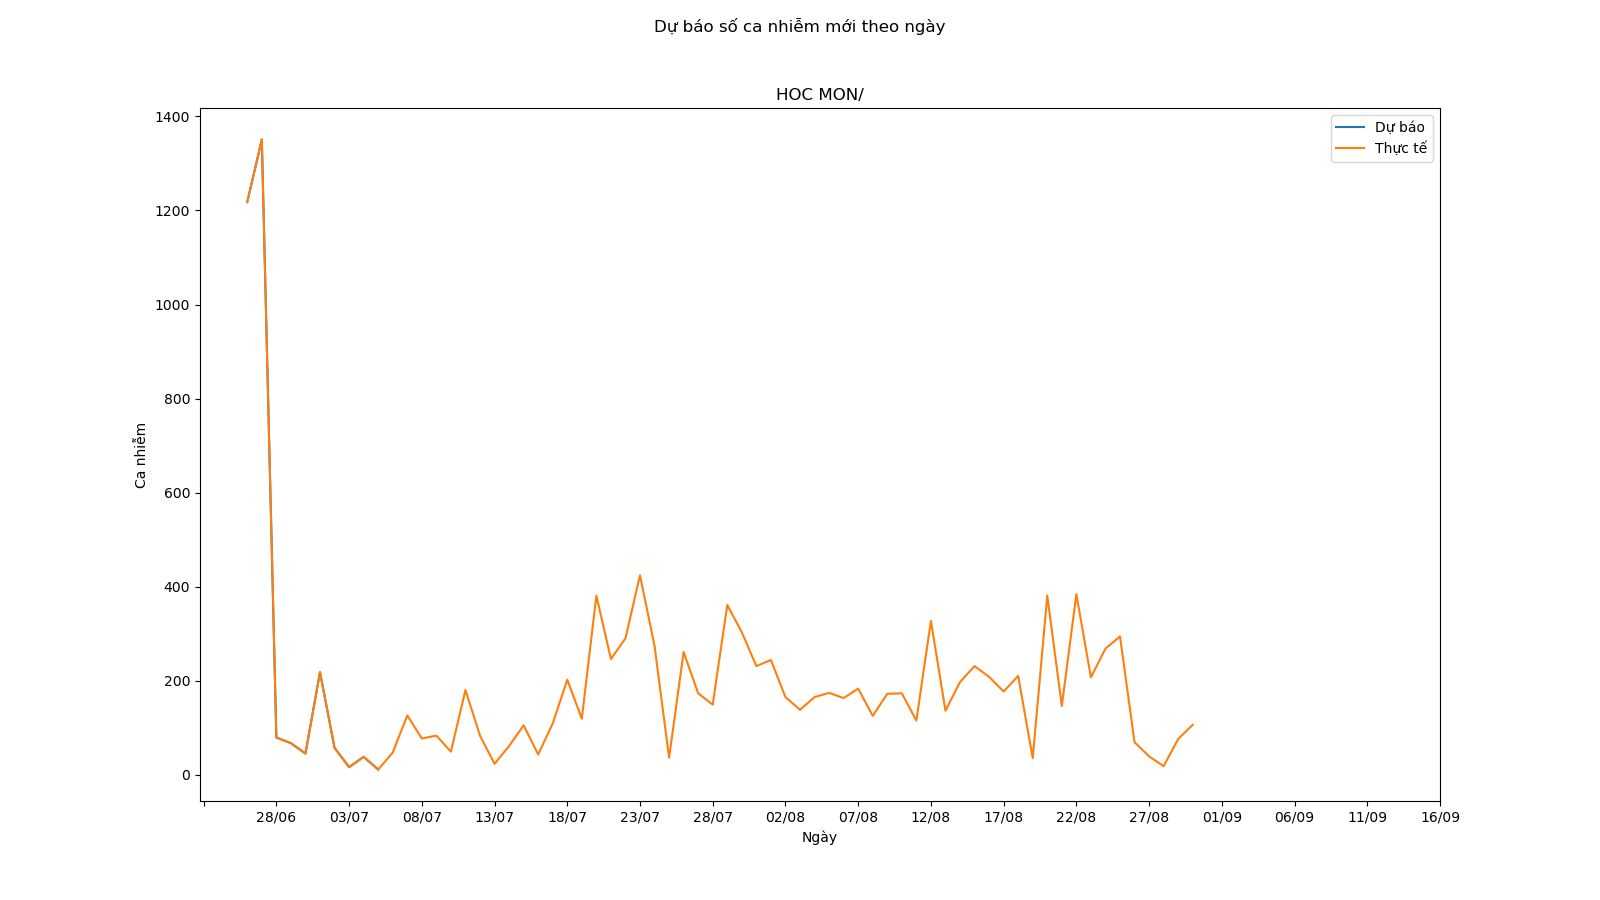 Dự báo số ca nhiễm mới theo ngày
HOC MON/
Dự báo
Thực tế
1400
1200
1000
800
600
400
200
0
Ca nhiễm
28/06 03/07 08/07 13/07 18/07 23/07 28/07 02/08 07/08 12/08 17/08 22/08 27/08 01/09 06/09 11/09 16/09
Ngày